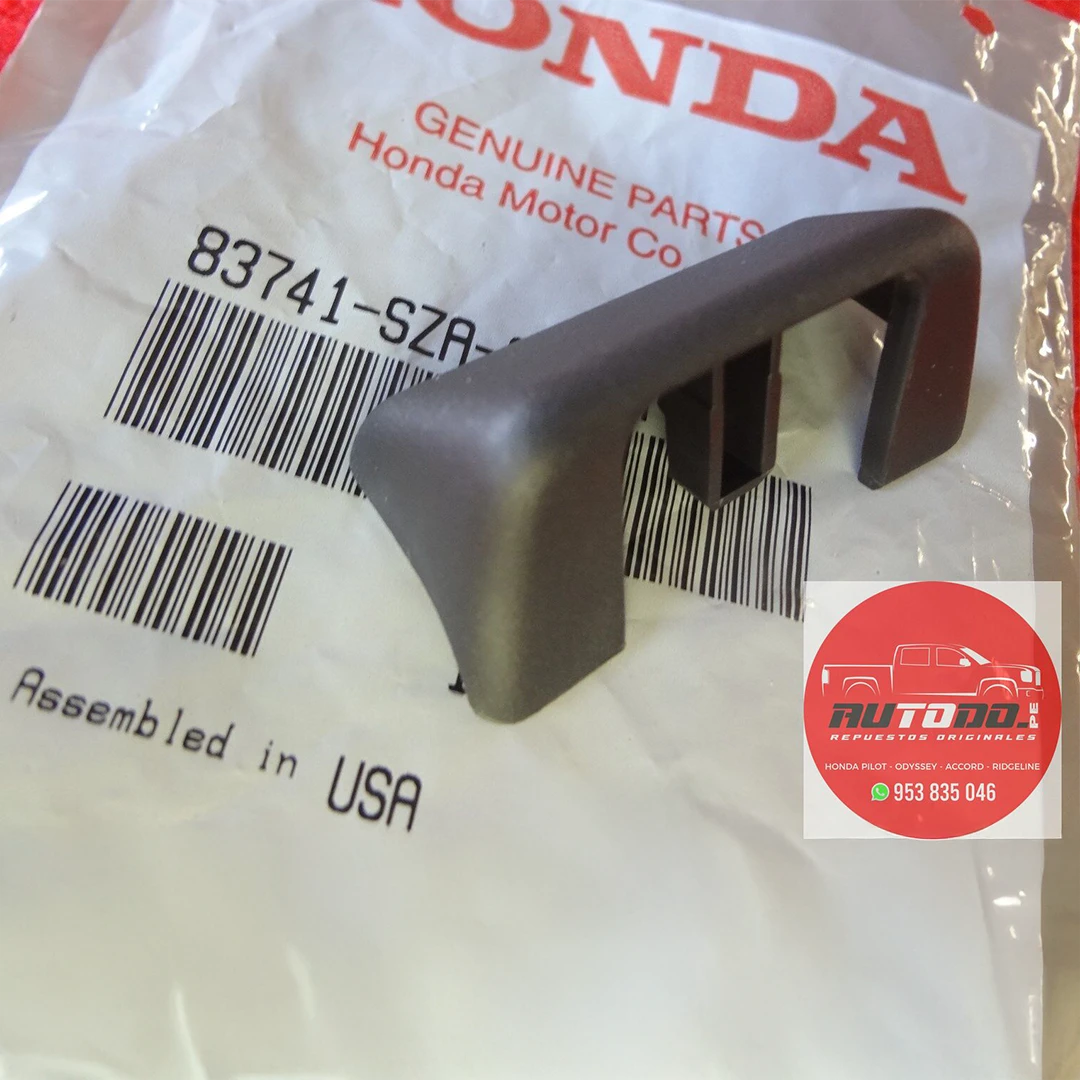 HONDA
GENUINE PARTS
Honda Motor Co
83741-SZA-
Assembled in USA
AUTODO.PE
REPUESTOS ORIGINALES
HONDA PILOT - ODYSSEY - ACCORD - RIDGELINE
953 835 046